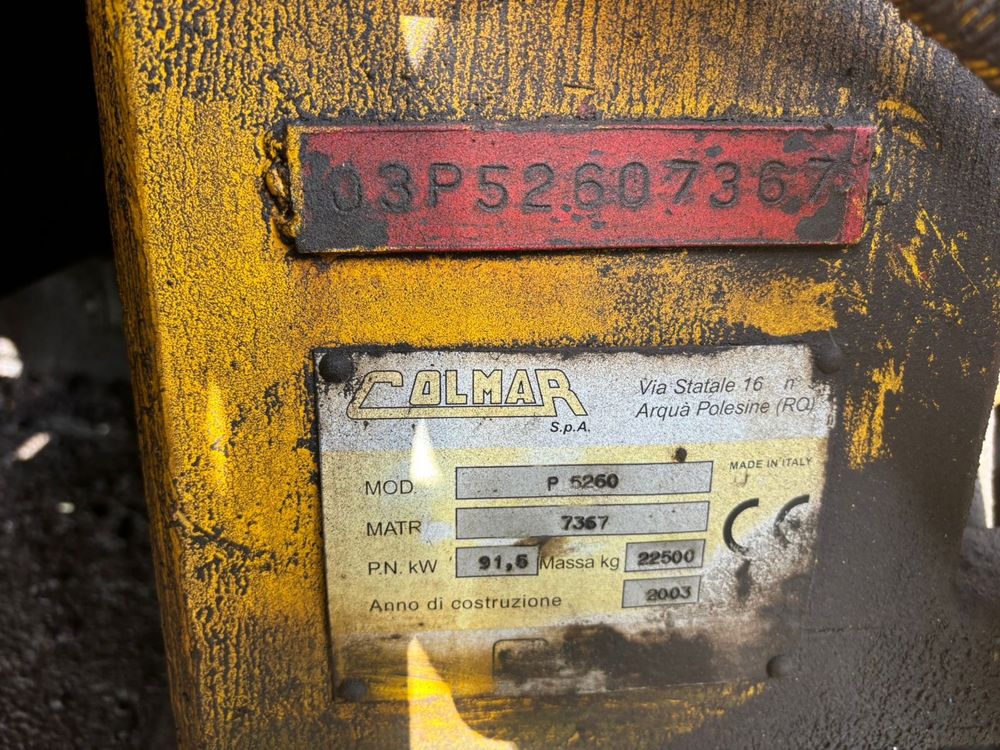 03P52607367
COLMAR
S.p.A.
Via Statale 16 n°
Arquà Polesine (RO)
MADE IN ITALY
MOD. P 5260
MATR. 7367
CE
P.N. kW 91,5 Massa kg 22500
Anno di costruzione 2003